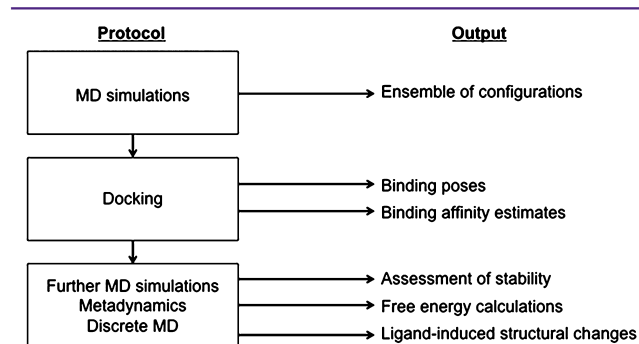 Protocol
Output
MD simulations
Ensemble of configurations
Docking
Binding poses
Binding affinity estimates
Further MD simulations
Metadynamics
Discrete MD
Assessment of stability
Free energy calculations
Ligand-induced structural changes